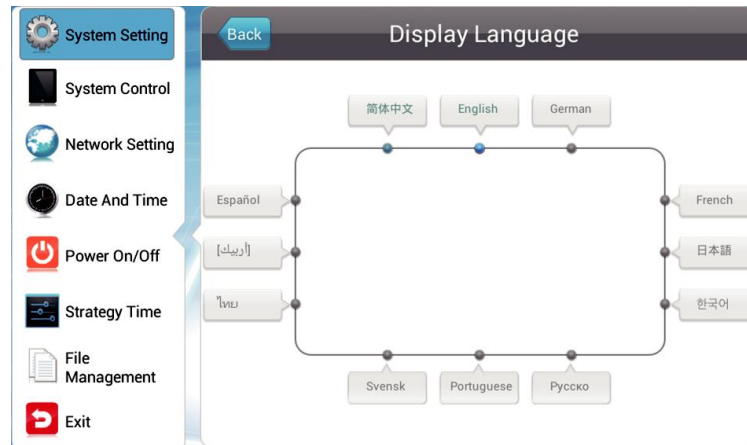 System Setting
System Control
Network Setting
Date And Time
Power On/Off
Strategy Time
File
Management
Exit
Back
Display Language
简体中文
English
German
Español
French
[أربيك]
日本語
ไทย
한국어
Svensk
Portuguese
Русско